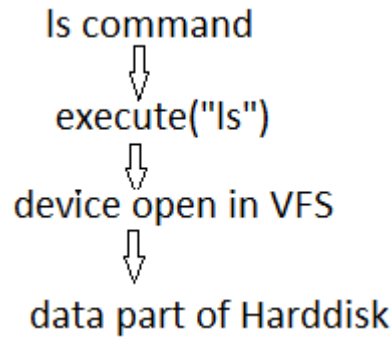 ls command
execute("ls")
device open in VFS
data part of Harddisk